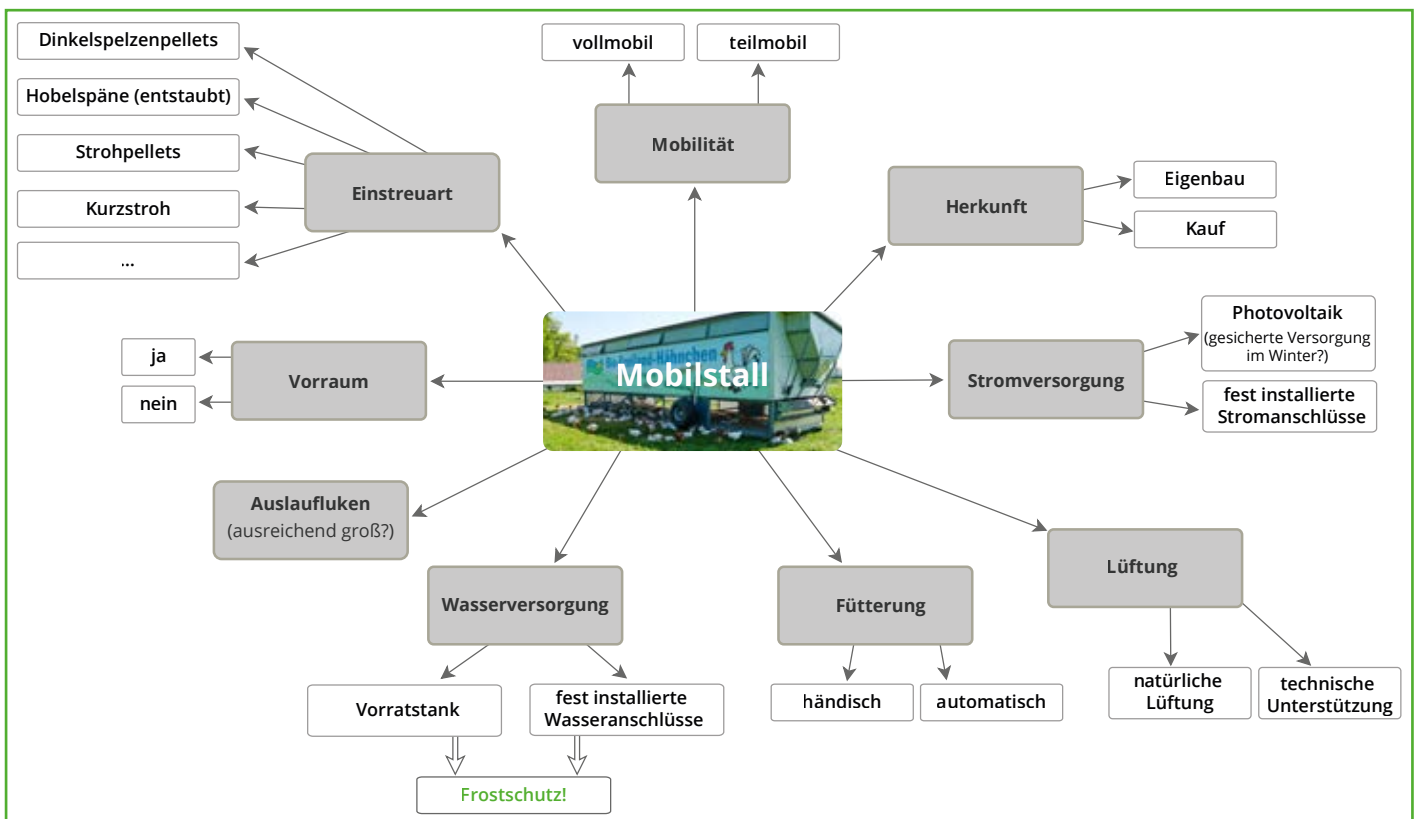 Dinkelspelzenpellets
Hobelspäne (entstaubt)
Strohpellets
Kurzstroh
...
Einstreuart
vollmobil
teilmobil
Mobilität
Herkunft
Eigenbau
Kauf
ja
nein
Vorraum
Mobilstall
Stromversorgung
Photovoltaik
(gesicherte Versorgung
im Winter?)
fest installierte
Stromanschlüsse
Auslaufluken
(ausreichend groß?)
Wasserversorgung
Vorratstank
fest installierte
Wasseranschlüsse
Frostschutz!
Fütterung
händisch
automatisch
Lüftung
natürliche
Lüftung
technische
Unterstützung